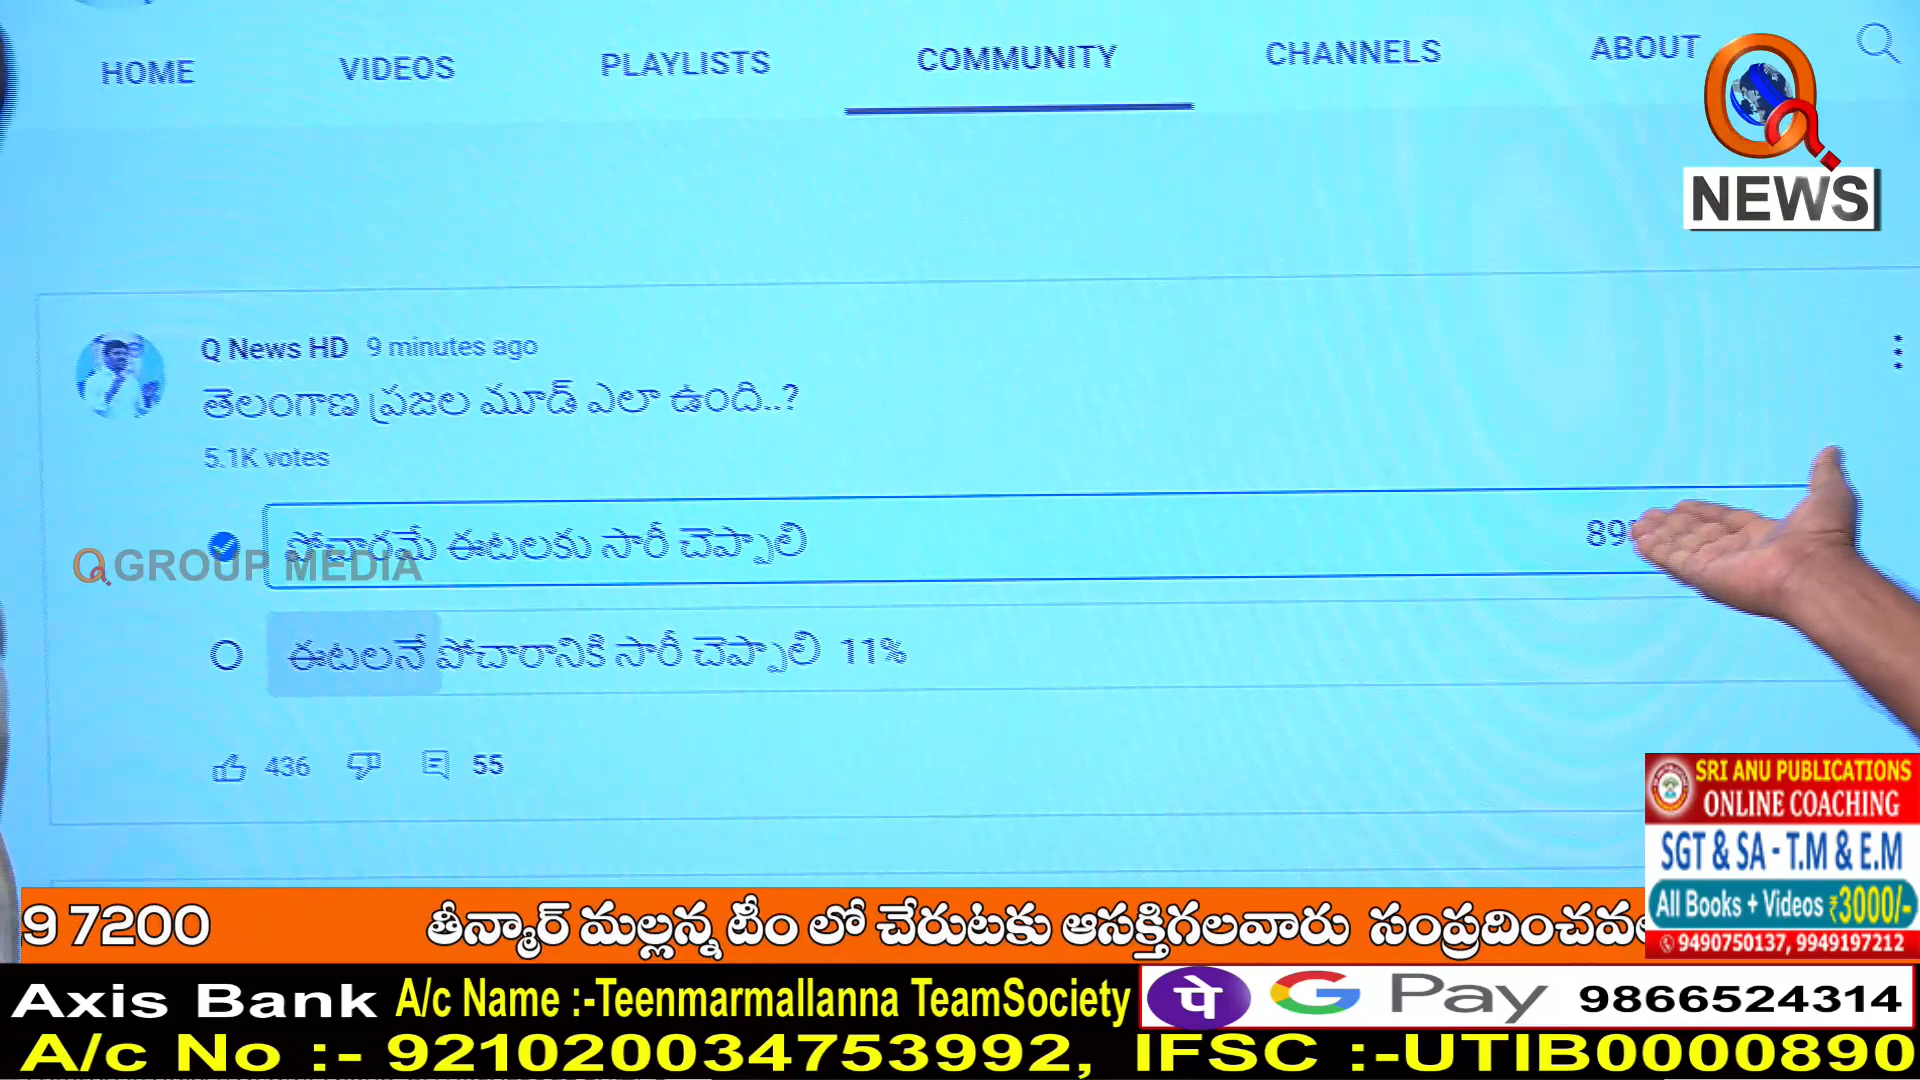 HOME VIDEOS PLAYLISTS COMMUNITY CHANNELS ABOUT
Q NEWS
Q News HD 9 minutes ago
తెలంగాణ ప్రజల మూడ్ ఎలా ఉంది..?
5.1K votes
పోచారమే ఈటలకు సారీ చెప్పాలి 89
Q GROUP MEDIA
ఈటలనే పోచారానికి సారీ చెప్పాలి 11%
436 55
SRI ANU PUBLICATIONS
ONLINE COACHING
SGT & SA - T.M & E.M
All Books + Videos ₹3000/-
9490750137, 9949197212
97200 తీన్మార్ మల్లన్న టీం లో చేరుటకు ఆసక్తిగలవారు
Axis Bank A/c Name :-Teenmarmallanna TeamSociety पे G Pay 9866524314
A/c No :- 921020034753992, IFSC :-UTIB0000890